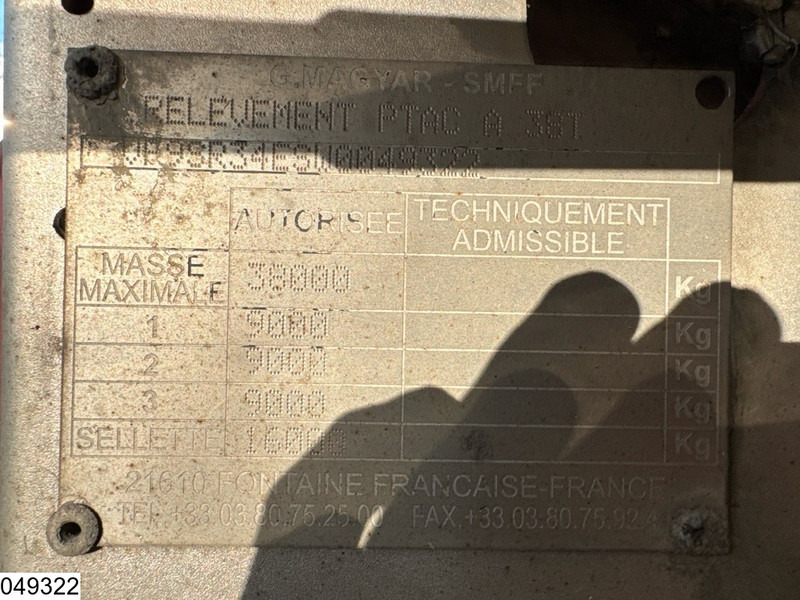 G.MAGYAR - SMFF
RELEVEMENT PTAC A 38T
AUTORISEE TECHNIQUEMENT ADMISSIBLE
MASSE MAXIMALE 38000 Kg
1 9000 Kg
2 9000 Kg
3 9000 Kg
SELLETTE 16000 Kg
21610 FONTAINE FRANCAISE-FRANCE
TEL.+33.03.80.75.25.00 FAX.+33.03.80.75.92.4
049322